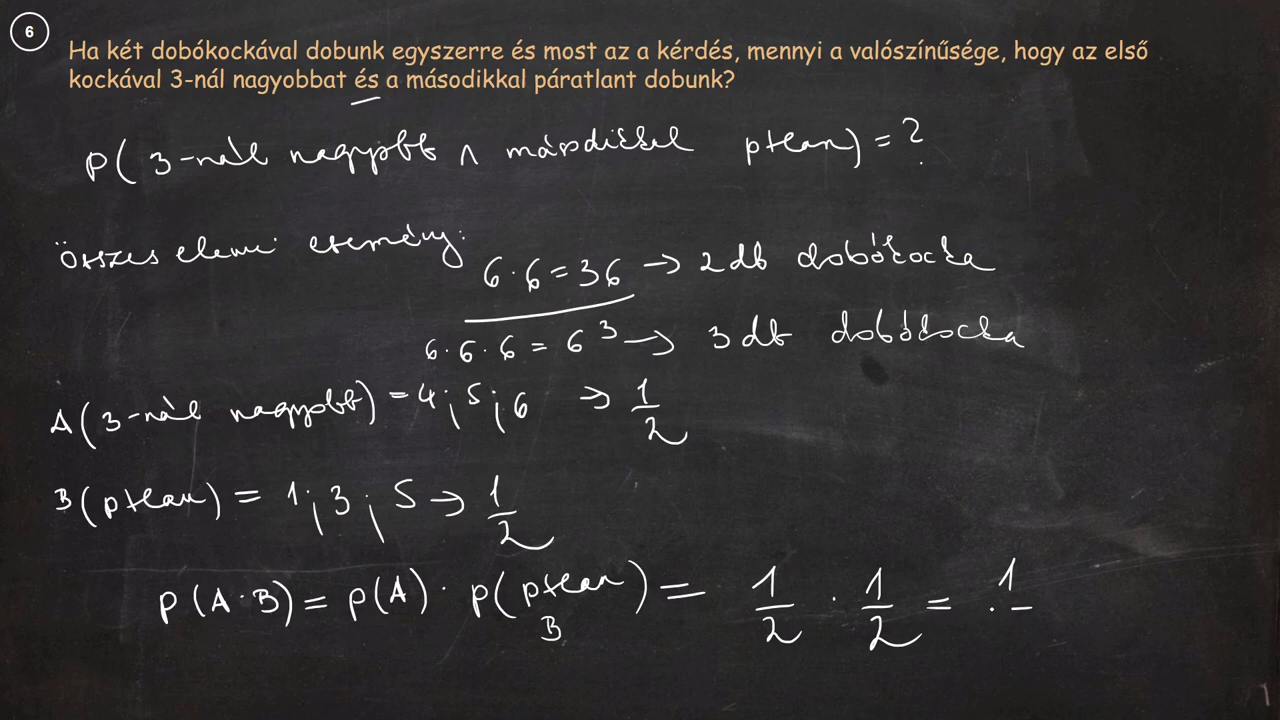 6
Ha két dobókockával dobunk egyszerre és most az a kérdés, mennyi a valószínűsége, hogy az első
kockával 3-nál nagyobbat és a másodikkal páratlant dobunk?
P(3-nál nagyobb ∧ másdikkal ptlan) = ?
összes elemi esemény:
6·6=36 → 2 db dobókocka
6·6·6 = 6³ → 3 db dobókocka
A(3-nál nagyobb) = 4; 5; 6 → 1/2
B(ptlan) = 1; 3; 5 → 1/2
P(A·B) = P(A) · P(ptlan) = 1/2 · 1/2 = 1
B